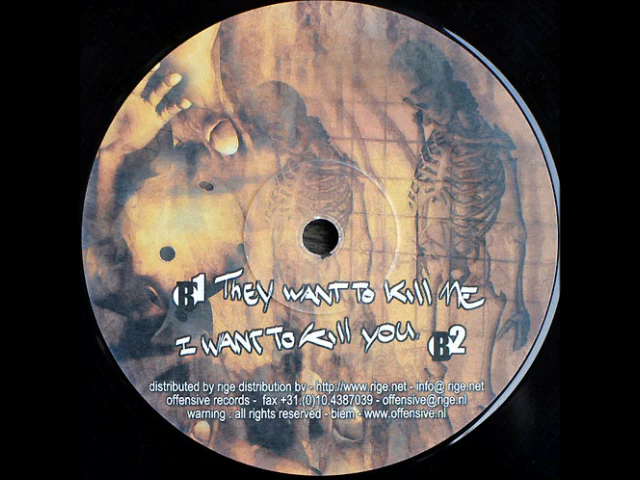 B1 They want to kill me
I want to kill you. B2
distributed by rige distribution bv - http://www.rige.net - info@rige.net
offensive records - fax +31.(0)10.4387039 - offensive@rige.nl
warning : all rights reserved - biem - www.offensive.nl